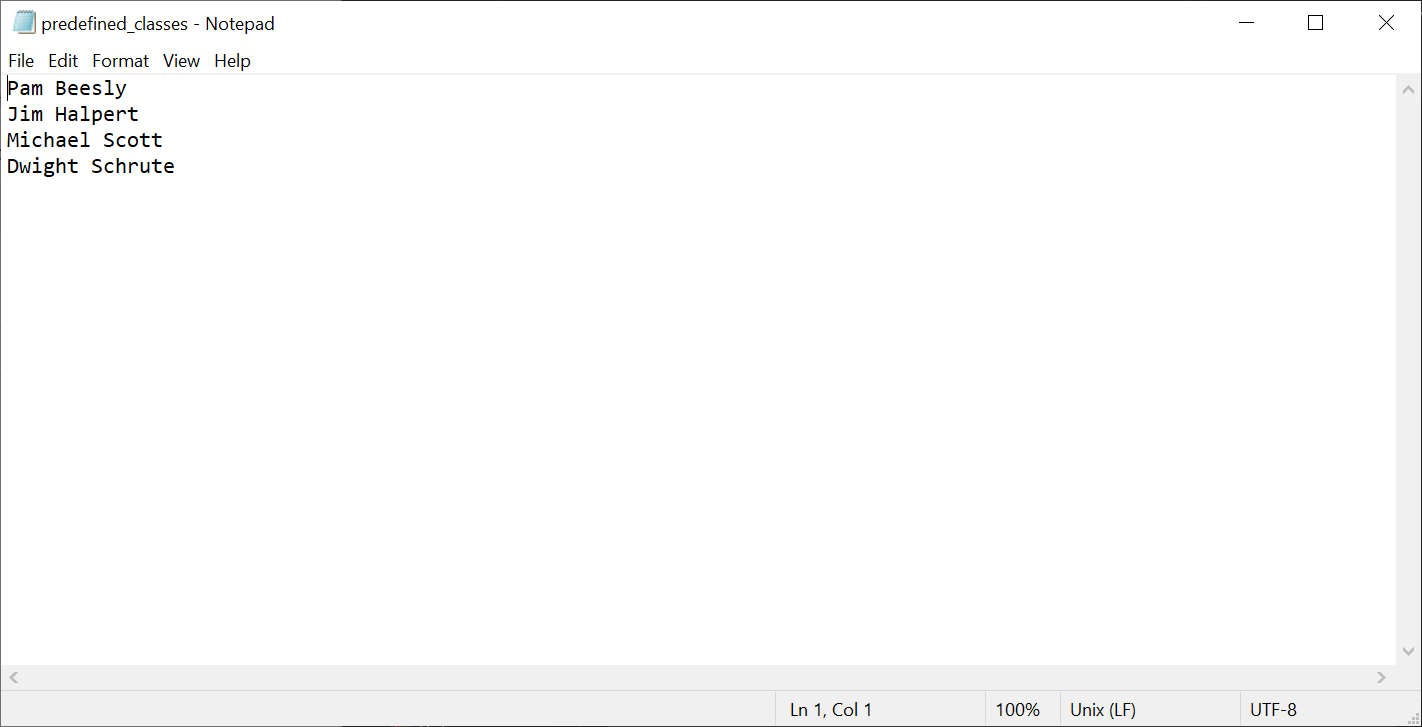 predefined_classes - Notepad
File Edit Format View Help
Pam Beesly
Jim Halpert
Michael Scott
Dwight Schrute
Ln 1, Col 1 100% Unix (LF) UTF-8